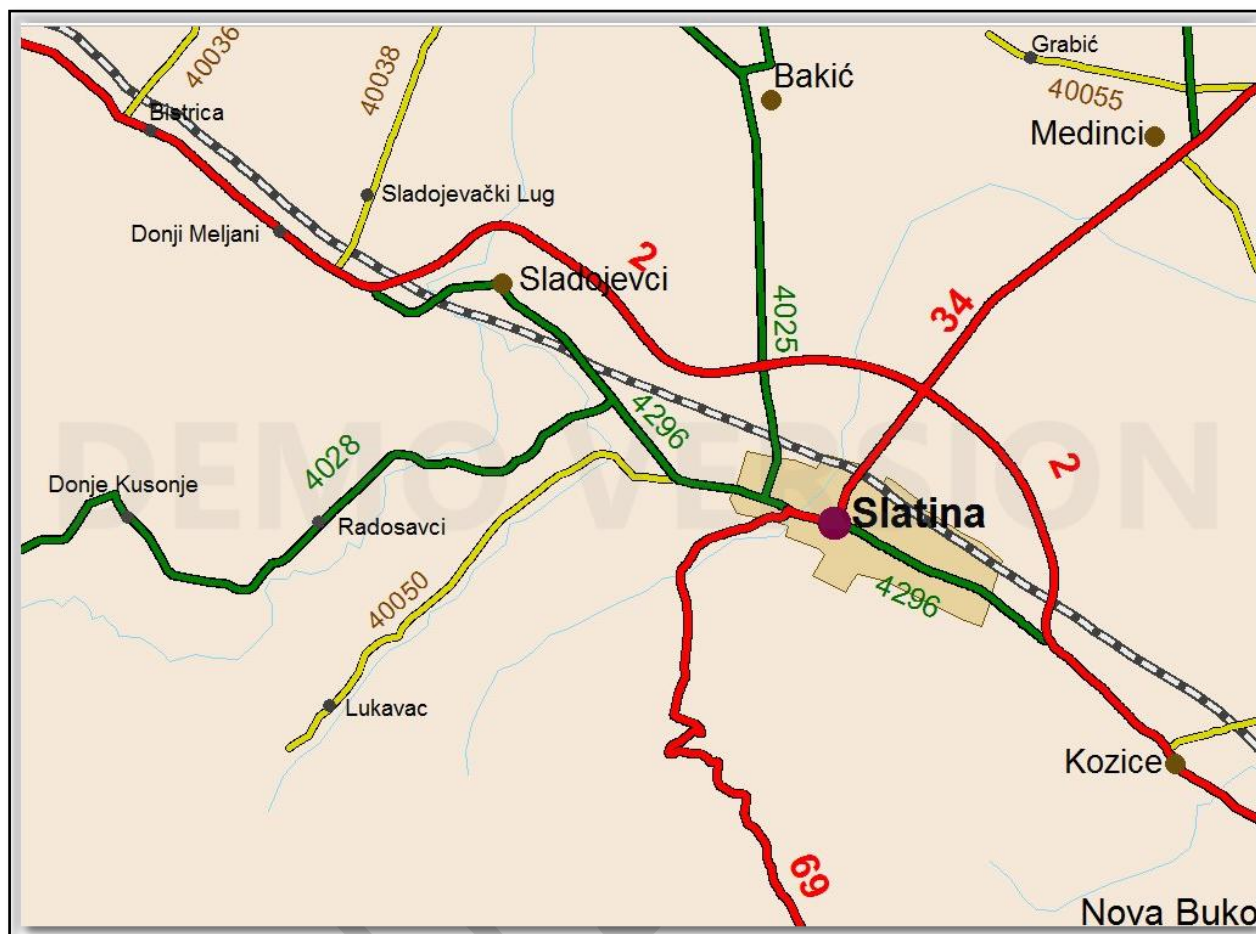 40036
40038
Grabić
Bakić
40055
Bistrica
Medinci
Sladojevački Lug
Donji Meljani
2
Sladojevci
34
4025
DEMO VERSION
4296
4028
2
Donje Kusonje
Radosavci
Slatina
40050
4296
Lukavac
Kozice
69
Nova Buko